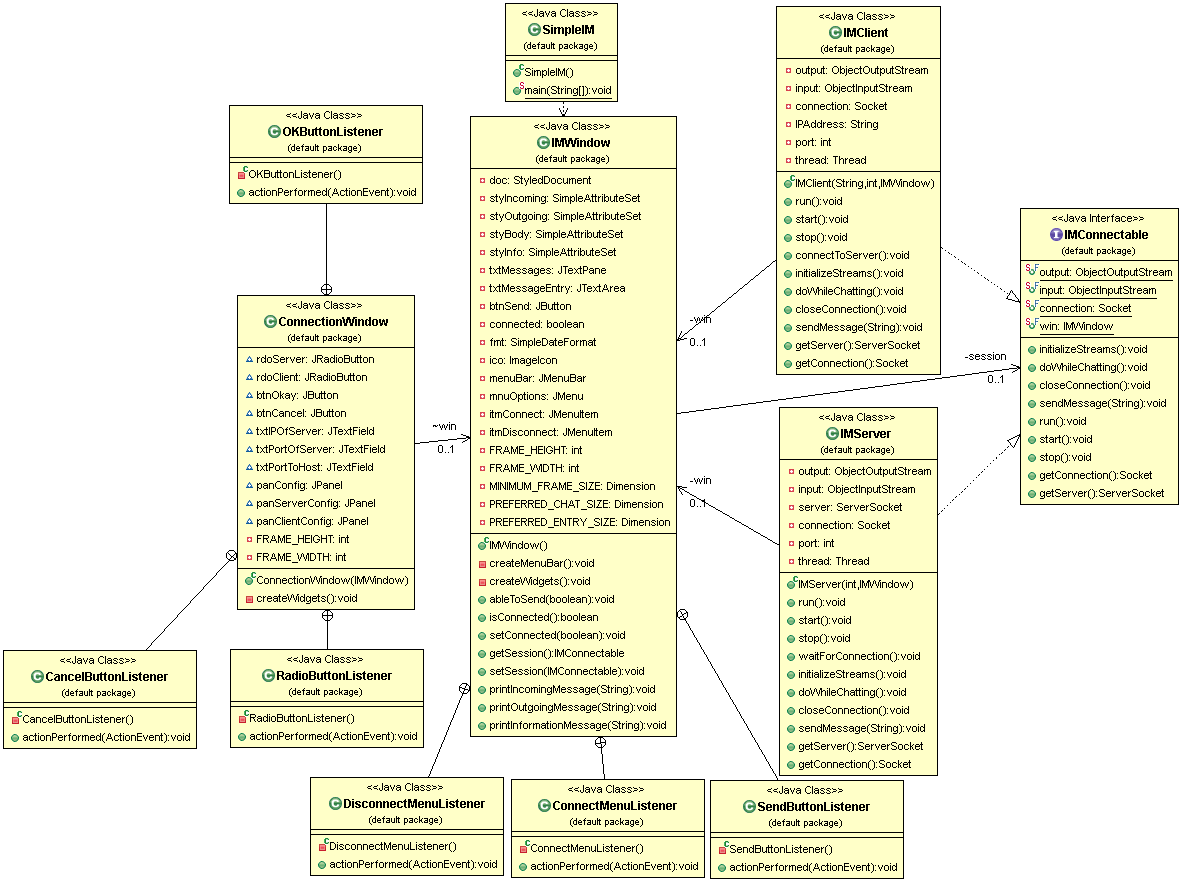 <<Java Class>>
SimpleIM
(default package)
SimpleIM()
main(String[]):void
<<Java Class>>
IMClient
(default package)
output: ObjectOutputStream
input: ObjectInputStream
connection: Socket
IPAddress: String
port: int
thread: Thread
IMClient(String,int,IMWindow)
run():void
start():void
stop():void
connectToServer():void
initializeStreams():void
doWhileChatting():void
closeConnection():void
sendMessage(String):void
getServer():ServerSocket
getConnection():Socket
<<Java Class>>
OKButtonListener
(default package)
OKButtonListener()
actionPerformed(ActionEvent):void
<<Java Class>>
IMWindow
(default package)
doc: StyledDocument
styIncoming: SimpleAttributeSet
styOutgoing: SimpleAttributeSet
styBody: SimpleAttributeSet
styInfo: SimpleAttributeSet
txtMessages: JTextPane
txtMessageEntry: JTextArea
btnSend: JButton
connected: boolean
fmt: SimpleDateFormat
ico: ImageIcon
menuBar: JMenuBar
mnuOptions: JMenu
itmConnect: JMenuItem
itmDisconnect: JMenuItem
FRAME_HEIGHT: int
FRAME_WIDTH: int
MINIMUM_FRAME_SIZE: Dimension
PREFERRED_CHAT_SIZE: Dimension
PREFERRED_ENTRY_SIZE: Dimension
IMWindow()
createMenuBar():void
createWidgets():void
ableToSend(boolean):void
isConnected():boolean
setConnected(boolean):void
getSession():IMConnectable
setSession(IMConnectable):void
printIncomingMessage(String):void
printOutgoingMessage(String):void
printInformationMessage(String):void
<<Java Interface>>
IMConnectable
(default package)
output: ObjectOutputStream
input: ObjectInputStream
connection: Socket
win: IMWindow
initializeStreams():void
doWhileChatting():void
closeConnection():void
sendMessage(String):void
run():void
start():void
stop():void
getConnection():Socket
getServer():ServerSocket
<<Java Class>>
ConnectionWindow
(default package)
rdoServer: JRadioButton
rdoClient: JRadioButton
btnOkay: JButton
btnCancel: JButton
txtIPOfServer: JTextField
txtPortOfServer: JTextField
txtPortToHost: JTextField
panConfig: JPanel
panServerConfig: JPanel
panClientConfig: JPanel
FRAME_HEIGHT: int
FRAME_WIDTH: int
ConnectionWindow(IMWindow)
createWidgets():void
-win
0..1
-session
0..1
~win
0..1
-win
0..1
<<Java Class>>
IMServer
(default package)
output: ObjectOutputStream
input: ObjectInputStream
server: ServerSocket
connection: Socket
port: int
thread: Thread
IMServer(int,IMWindow)
run():void
start():void
stop():void
waitForConnection():void
initializeStreams():void
doWhileChatting():void
closeConnection():void
sendMessage(String):void
getServer():ServerSocket
getConnection():Socket
<<Java Class>>
CancelButtonListener
(default package)
CancelButtonListener()
actionPerformed(ActionEvent):void
<<Java Class>>
RadioButtonListener
(default package)
RadioButtonListener()
actionPerformed(ActionEvent):void
<<Java Class>>
DisconnectMenuListener
(default package)
DisconnectMenuListener()
actionPerformed(ActionEvent):void
<<Java Class>>
ConnectMenuListener
(default package)
ConnectMenuListener()
actionPerformed(ActionEvent):void
<<Java Class>>
SendButtonListener
(default package)
SendButtonListener()
actionPerformed(ActionEvent):void